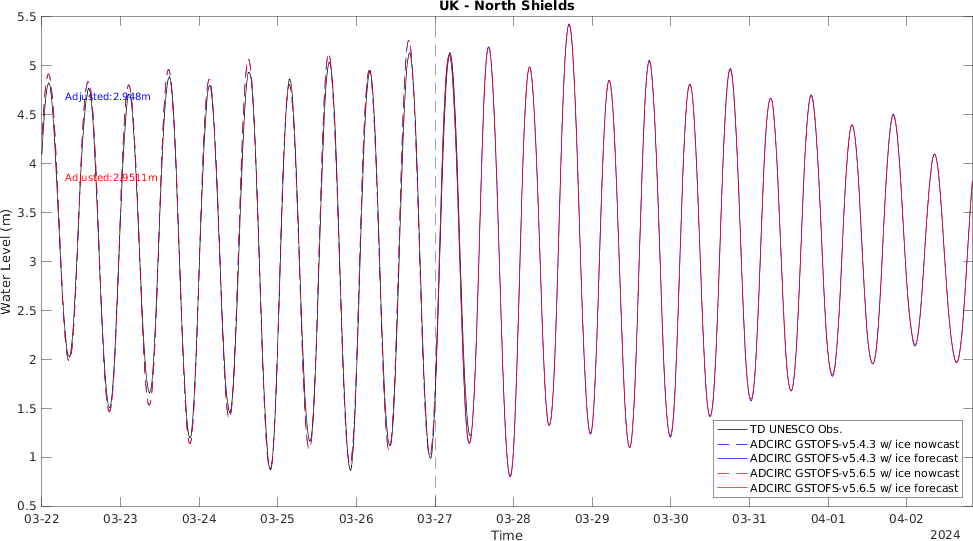 UK - North Shields
5.5
5
4.5
4
3.5
3
2.5
2
1.5
1
0.5
Water Level (m)
Adjusted:2.948m
Adjusted:2.9511m
TD UNESCO Obs.
ADCIRC GSTOFS-v5.4.3 w/ ice nowcast
ADCIRC GSTOFS-v5.4.3 w/ ice forecast
ADCIRC GSTOFS-v5.6.5 w/ ice nowcast
ADCIRC GSTOFS-v5.6.5 w/ ice forecast
03-22 03-23 03-24 03-25 03-26 03-27 03-28 03-29 03-30 03-31 04-01 04-02
Time
2024